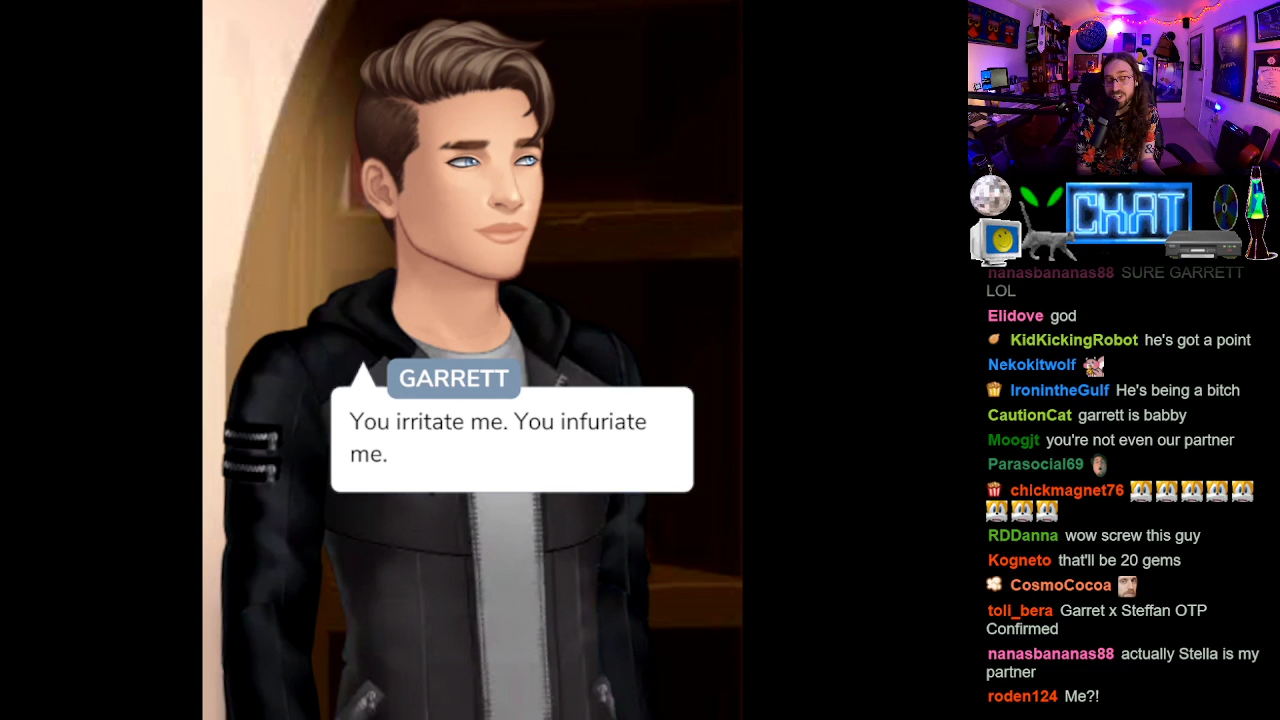 GARRETT
You irritate me. You infuriate
me.
CHAT
nanasbananas88 SURE GARRETT
LOL
Elidove god
KidKickingRobot he's got a point
Nekokitwolf
IronintheGulf He's being a bitch
CautionCat garrett is babby
Moogjt you're not even our partner
Parasocial69
chickmagnet76
RDDanna wow screw this guy
Kogneto that'll be 20 gems
CosmoCocoa
toll_bera Garret x Steffan OTP
Confirmed
nanasbananas88 actually Stella is my
partner
roden124 Me?!